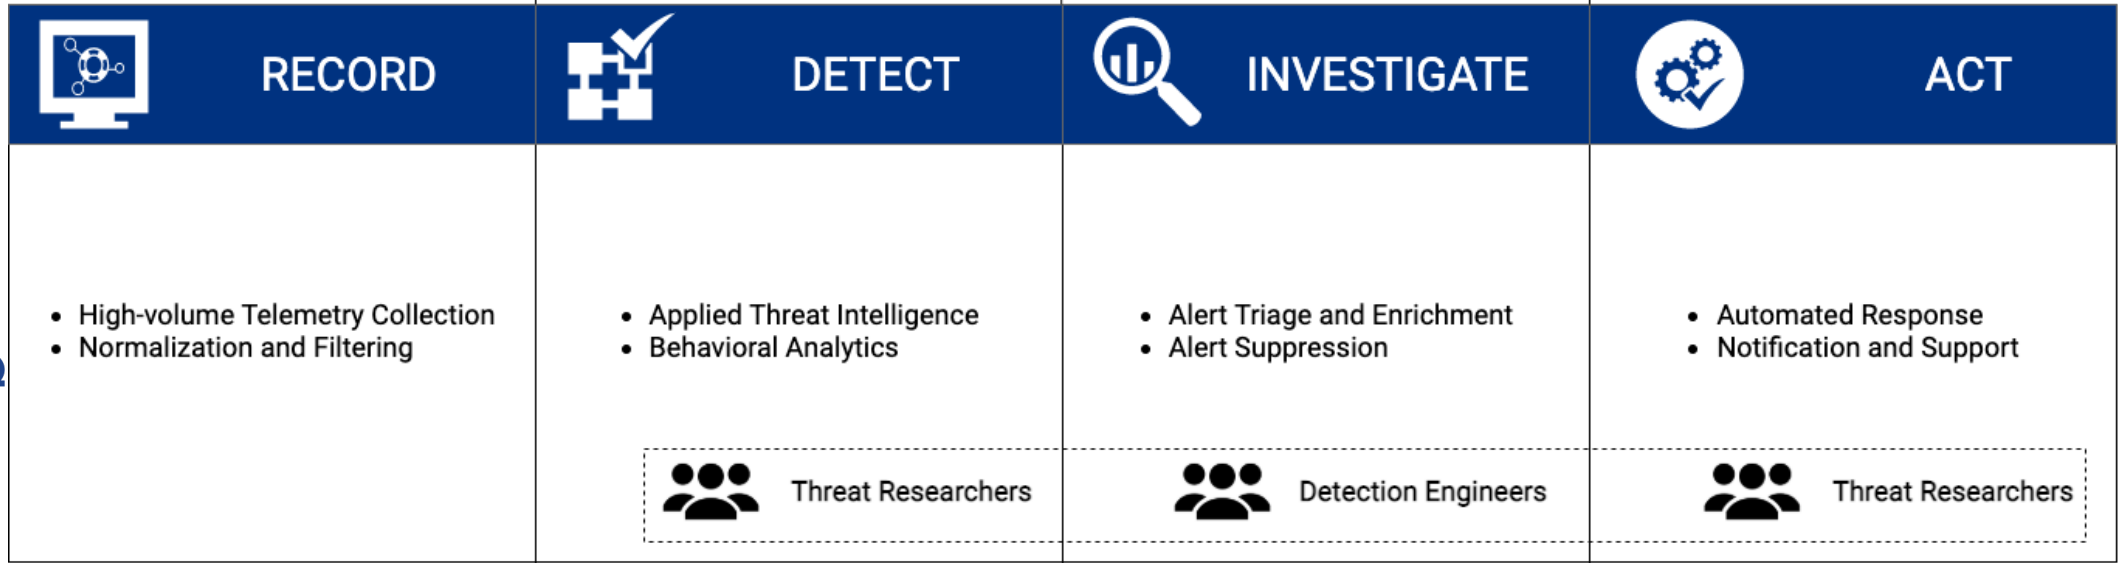 RECORD
DETECT
INVESTIGATE
ACT
• High-volume Telemetry Collection
• Normalization and Filtering
• Applied Threat Intelligence
• Behavioral Analytics
• Alert Triage and Enrichment
• Alert Suppression
• Automated Response
• Notification and Support
Threat Researchers
Detection Engineers
Threat Researchers